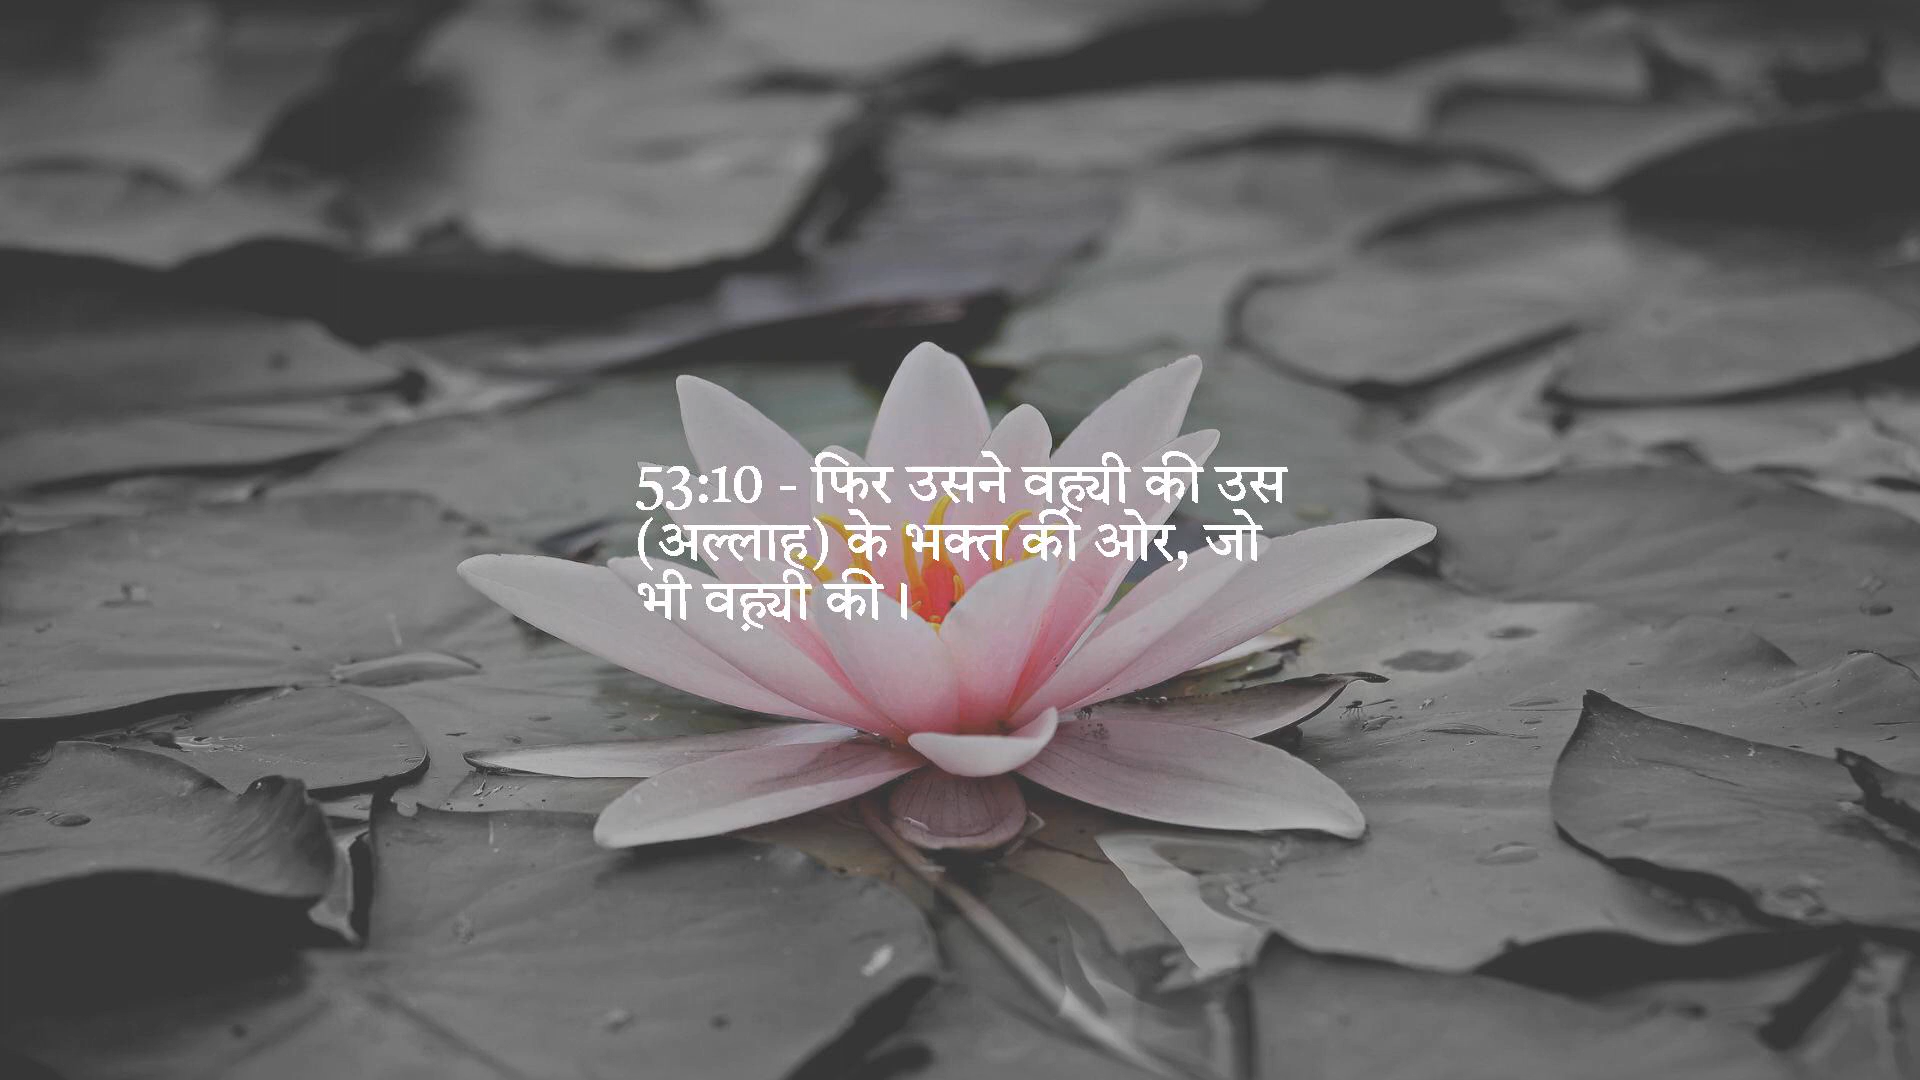 53:10 - फिर उसने वह़्यी की उस
(अल्लाह) के भक्त की ओर, जो
भी वह़्यी की।